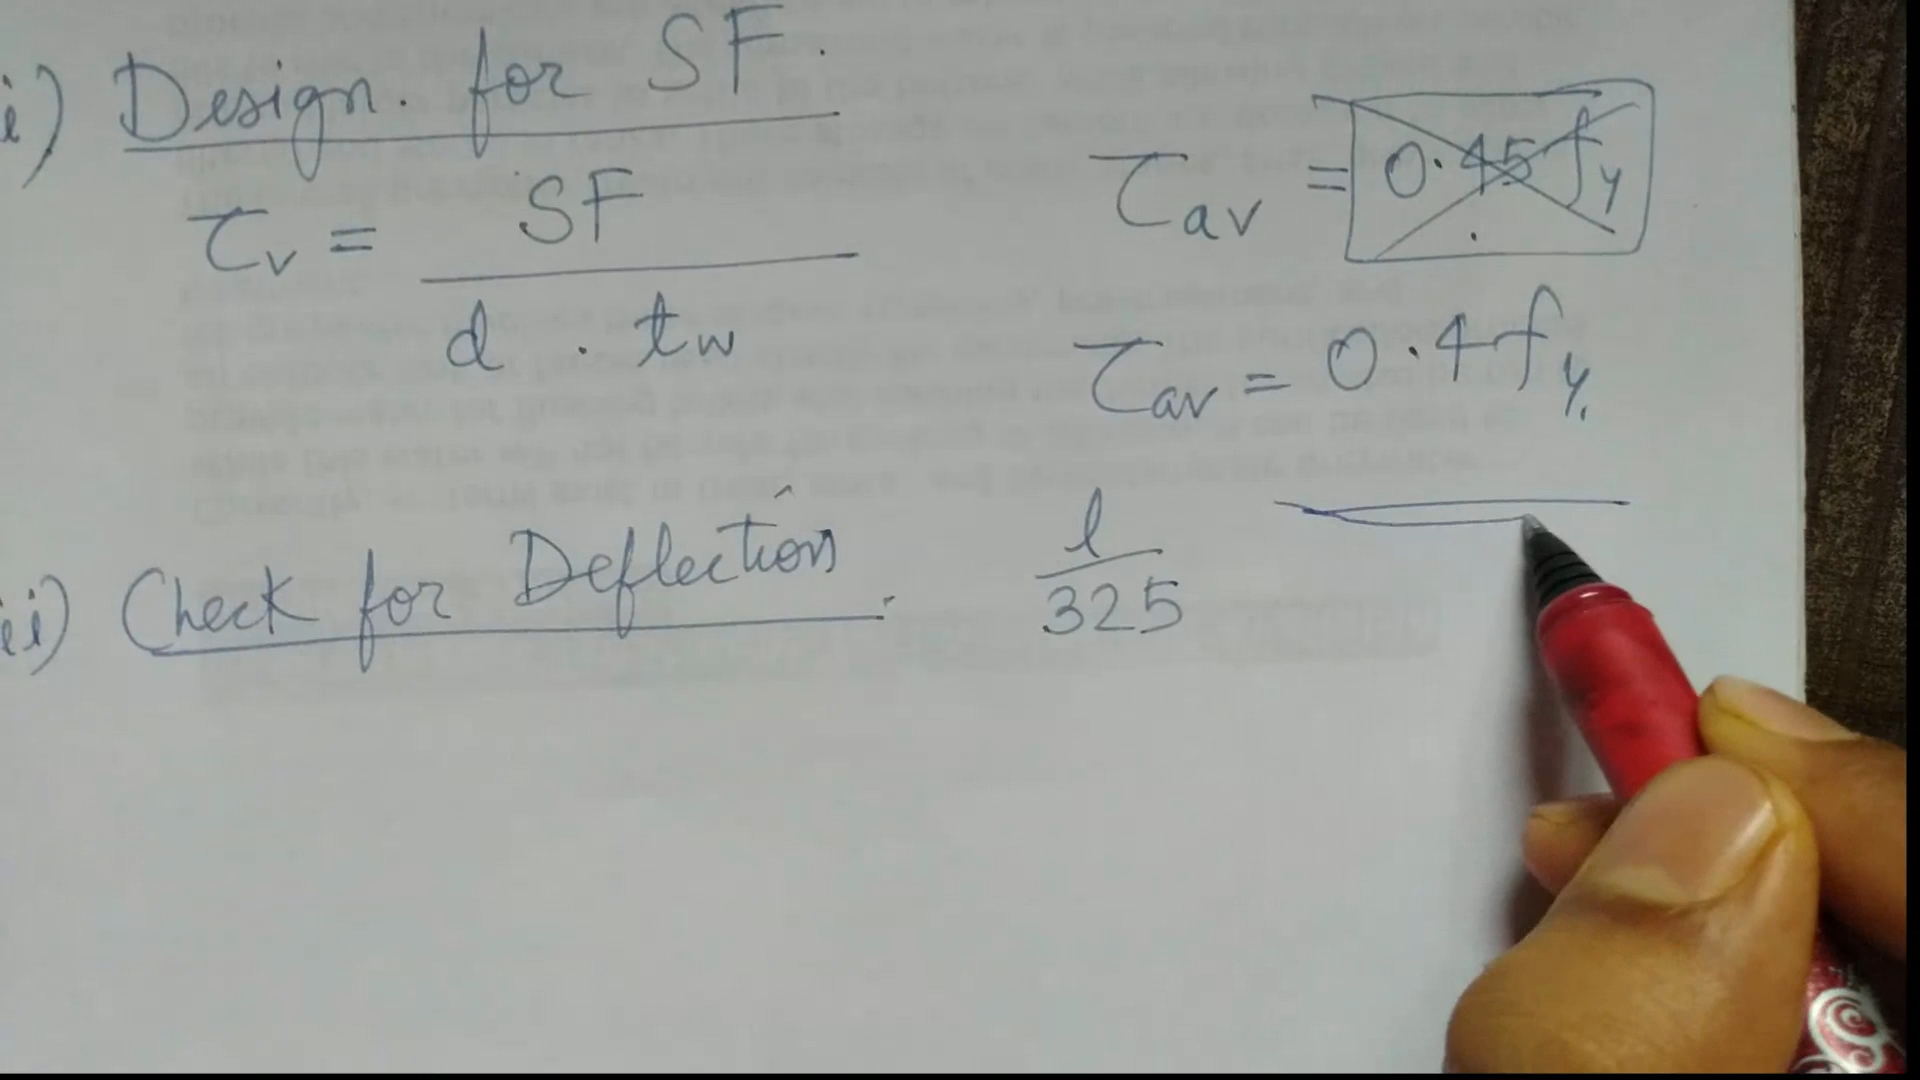 i) Design. for SF.
τv = SF / d . tw
τav = 0.45 fy
τav = 0.4 fy
ii) Check for Deflection.
l / 325